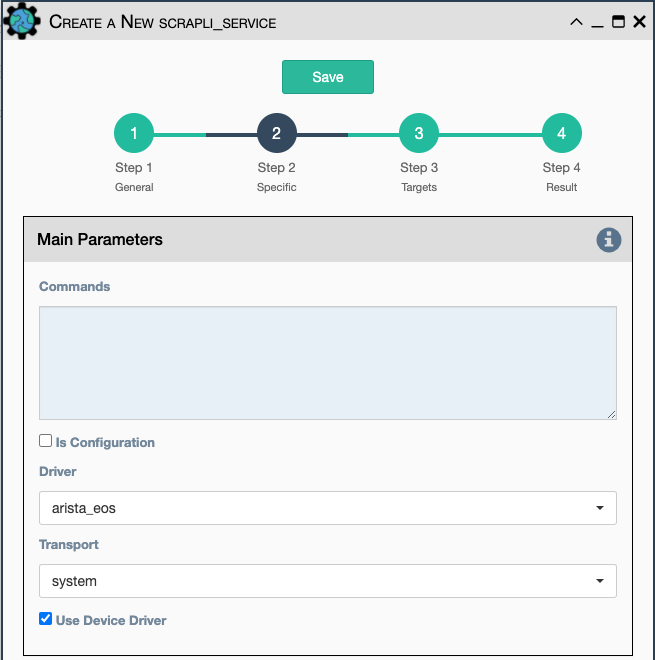 Create a New scrapli_service
Save
1 2 3 4
Step 1 Step 2 Step 3 Step 4
General Specific Targets Result
Main Parameters
Commands
Is Configuration
Driver
arista_eos
Transport
system
Use Device Driver